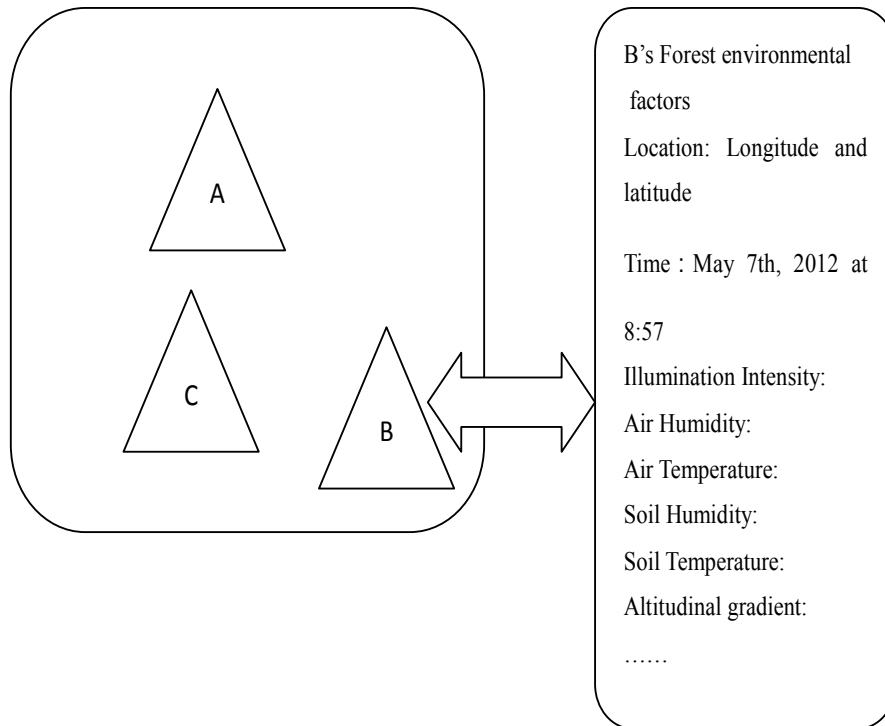 A
C
B
B's Forest environmental
factors
Location: Longitude and
latitude
Time : May 7th, 2012 at
8:57
Illumination Intensity:
Air Humidity:
Air Temperature:
Soil Humidity:
Soil Temperature:
Altitudinal gradient:
……